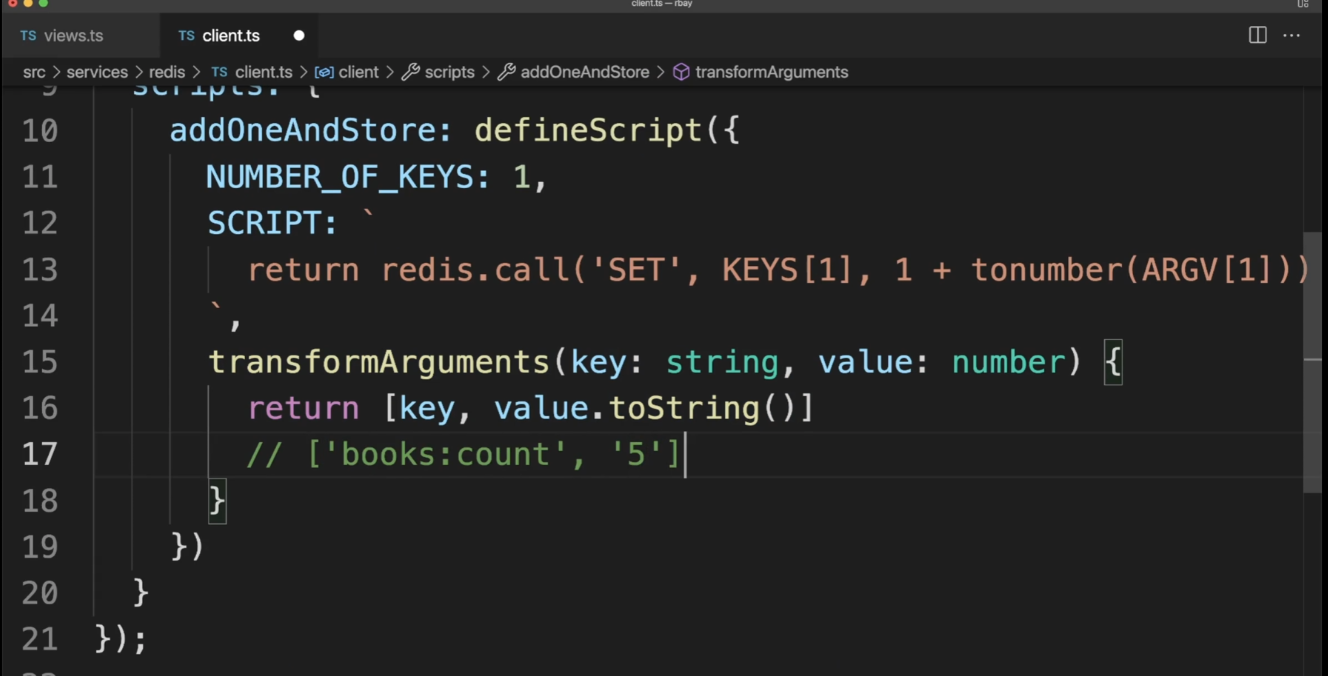 client.ts — rbay
TS views.ts
TS client.ts
src > services > redis > TS client.ts > client > scripts > addOneAndStore > transformArguments
9 scripts: {
10 addOneAndStore: defineScript({
11 NUMBER_OF_KEYS: 1,
12 SCRIPT: `
13 return redis.call('SET', KEYS[1], 1 + tonumber(ARGV[1]))
14 `,
15 transformArguments(key: string, value: number) {
16 return [key, value.toString()]
17 // ['books:count', '5']
18 }
19 })
20 }
21 });